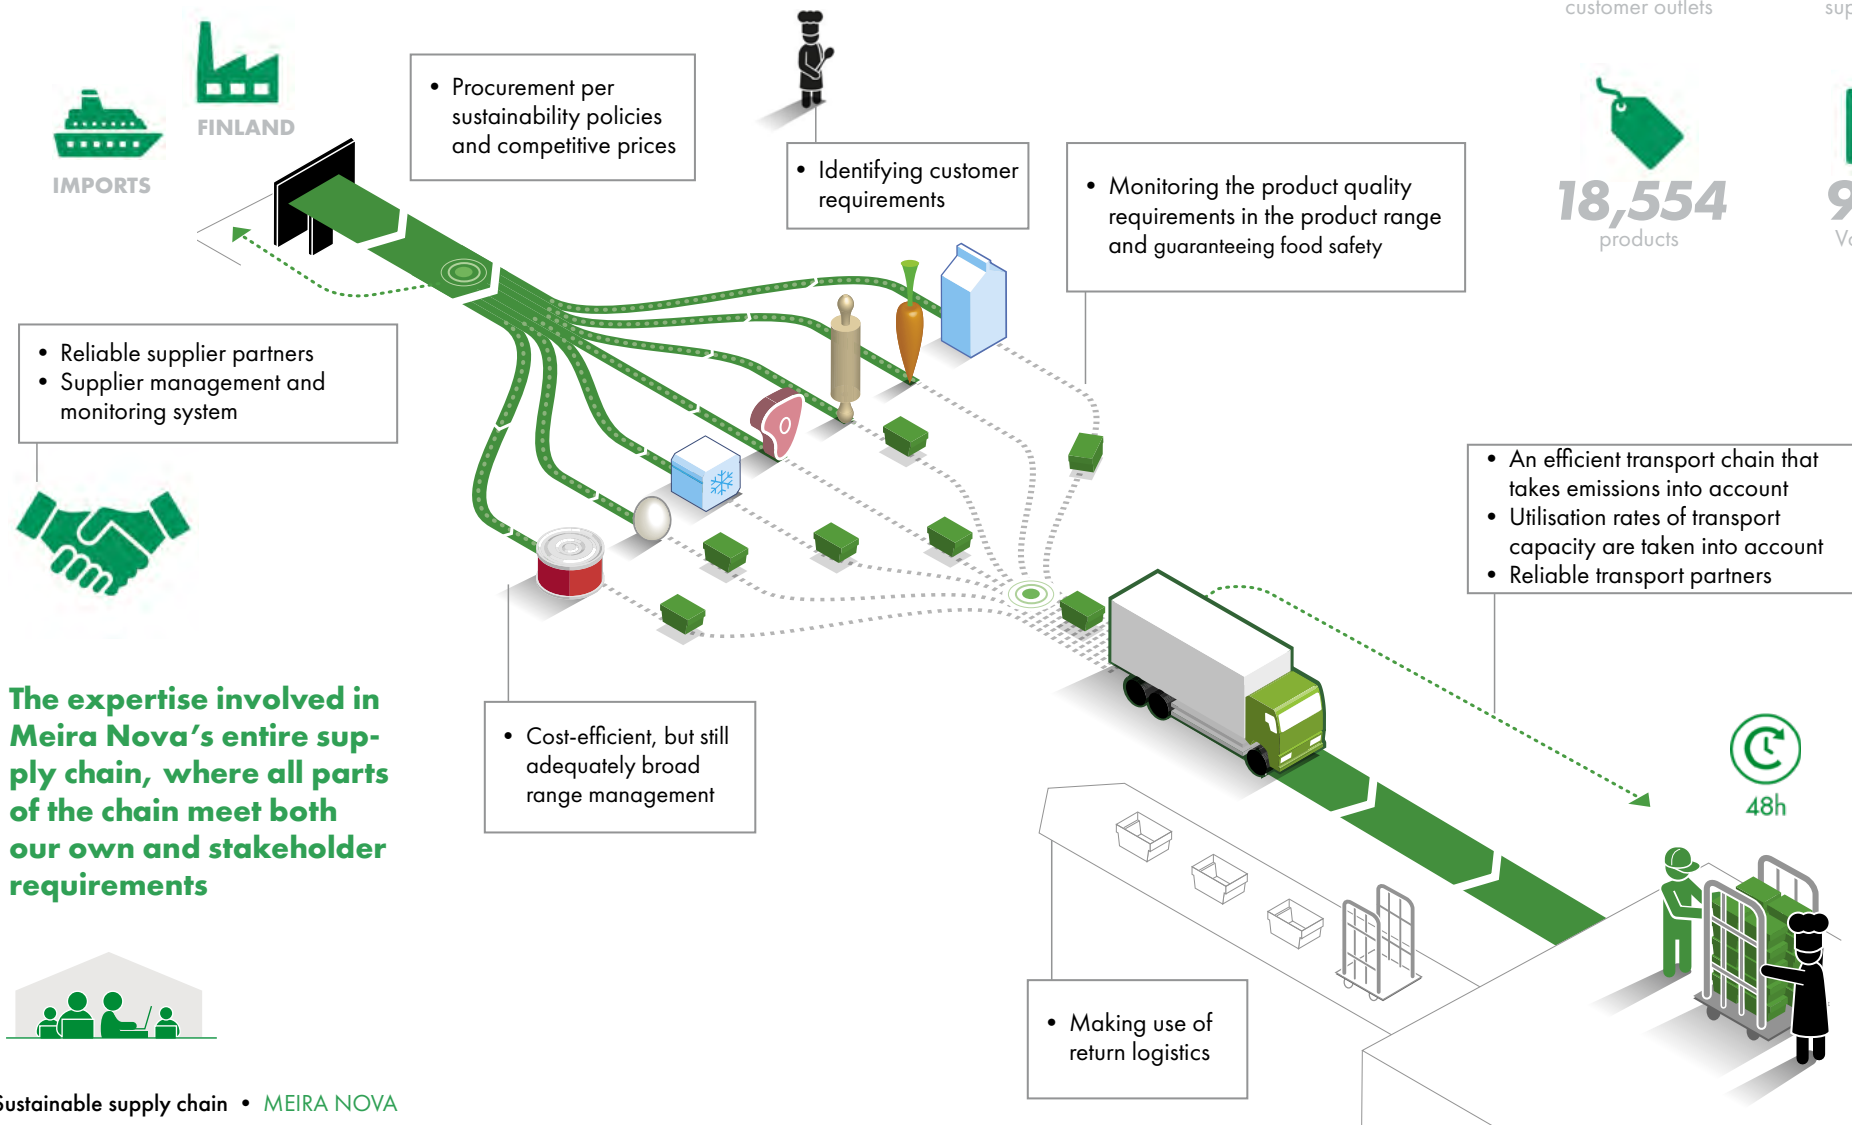 customer outlets
FINLAND
IMPORTS
• Procurement per
sustainability policies
and competitive prices
• Identifying customer
requirements
• Monitoring the product quality
requirements in the product range
and guaranteeing food safety
18,554
products
• Reliable supplier partners
• Supplier management and
monitoring system
• An efficient transport chain that
takes emissions into account
• Utilisation rates of transport
capacity are taken into account
• Reliable transport partners
The expertise involved in
Meira Nova's entire sup-
ply chain, where all parts
of the chain meet both
our own and stakeholder
requirements
• Cost-efficient, but still
adequately broad
range management
48h
• Making use of
return logistics
Sustainable supply chain • MEIRA NOVA